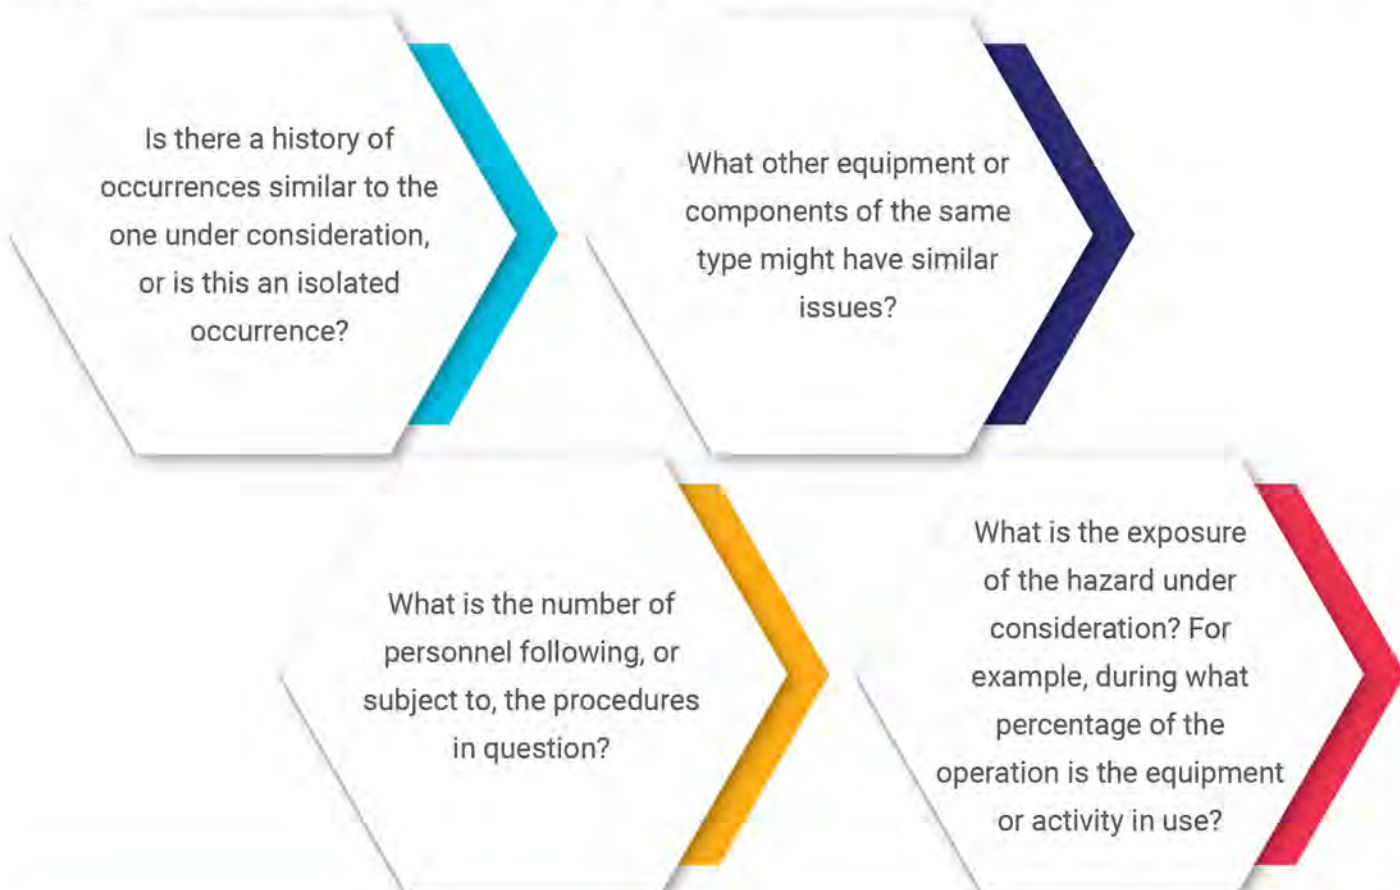 Is there a history of
occurrences similar to the
one under consideration,
or is this an isolated
occurrence?
What other equipment or
components of the same
type might have similar
issues?
What is the number of
personnel following, or
subject to, the procedures
in question?
What is the exposure
of the hazard under
consideration? For
example, during what
percentage of the
operation is the equipment
or activity in use?